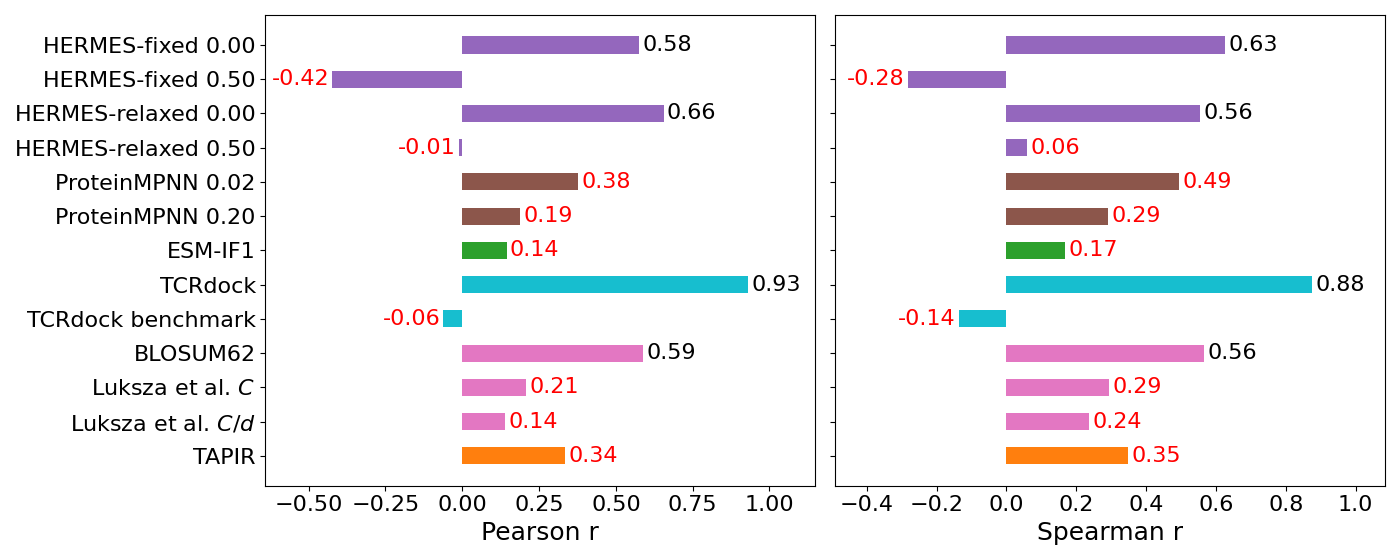 HERMES-fixed 0.00 0.58 0.63
HERMES-fixed 0.50 -0.42 -0.28
HERMES-relaxed 0.00 0.66 0.56
HERMES-relaxed 0.50 -0.01 0.06
ProteinMPNN 0.02 0.38 0.49
ProteinMPNN 0.20 0.19 0.29
ESM-IF1 0.14 0.17
TCRdock 0.93 0.88
TCRdock benchmark -0.06 -0.14
BLOSUM62 0.59 0.56
Luksza et al. C 0.21 0.29
Luksza et al. C/d 0.14 0.24
TAPIR 0.34 0.35
−0.50 −0.25 0.00 0.25 0.50 0.75 1.00 −0.4 −0.2 0.0 0.2 0.4 0.6 0.8 1.0
Pearson r Spearman r